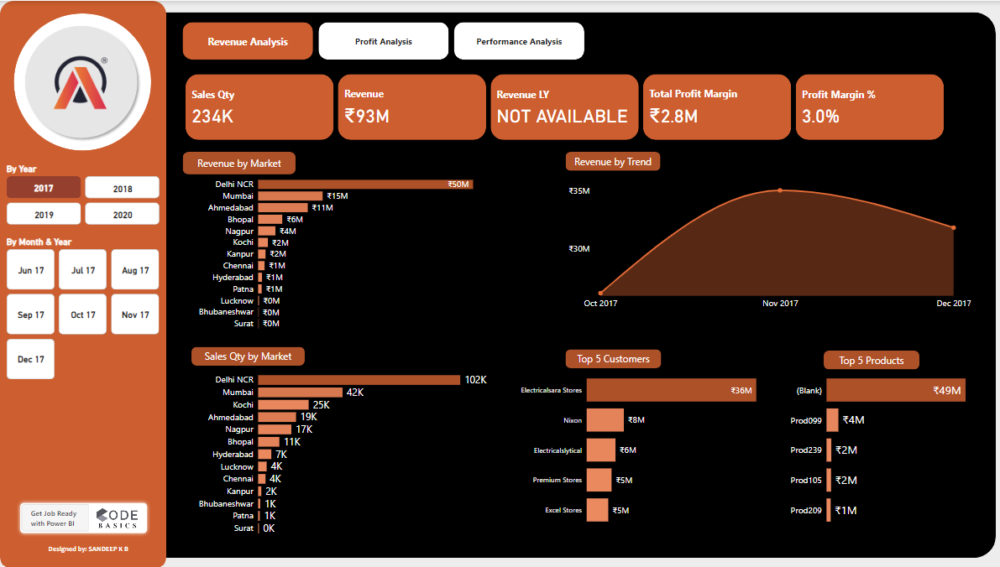 ®
By Year
2017
2018
2019
2020
By Month & Year
Jun 17
Jul 17
Aug 17
Sep 17
Oct 17
Nov 17
Dec 17
Get Job Ready
with Power BI
CODE
BASICS
Designed by: SANDEEP K B
Revenue Analysis
Profit Analysis
Performance Analysis
Sales Qty
234K
Revenue
₹93M
Revenue LY
NOT AVAILABLE
Total Profit Margin
₹2.8M
Profit Margin %
3.0%
Revenue by Market
Delhi NCR ₹50M
Mumbai ₹15M
Ahmedabad ₹11M
Bhopal ₹6M
Nagpur ₹4M
Kochi ₹2M
Kanpur ₹2M
Chennai ₹1M
Hyderabad ₹1M
Patna ₹1M
Lucknow ₹0M
Bhubaneshwar ₹0M
Surat ₹0M
Revenue by Trend
₹35M
₹30M
Oct 2017 Nov 2017 Dec 2017
Sales Qty by Market
Delhi NCR 102K
Mumbai 42K
Kochi 25K
Ahmedabad 19K
Nagpur 17K
Bhopal 11K
Hyderabad 7K
Lucknow 4K
Chennai 4K
Kanpur 2K
Bhubaneshwar 1K
Patna 1K
Surat 0K
Top 5 Customers
Electricalsara Stores ₹36M
Nixon ₹8M
Electricalslytical ₹6M
Premium Stores ₹5M
Excel Stores ₹5M
Top 5 Products
(Blank) ₹49M
Prod099 ₹4M
Prod239 ₹2M
Prod105 ₹2M
Prod209 ₹1M